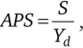 APS = S / Y_d ,